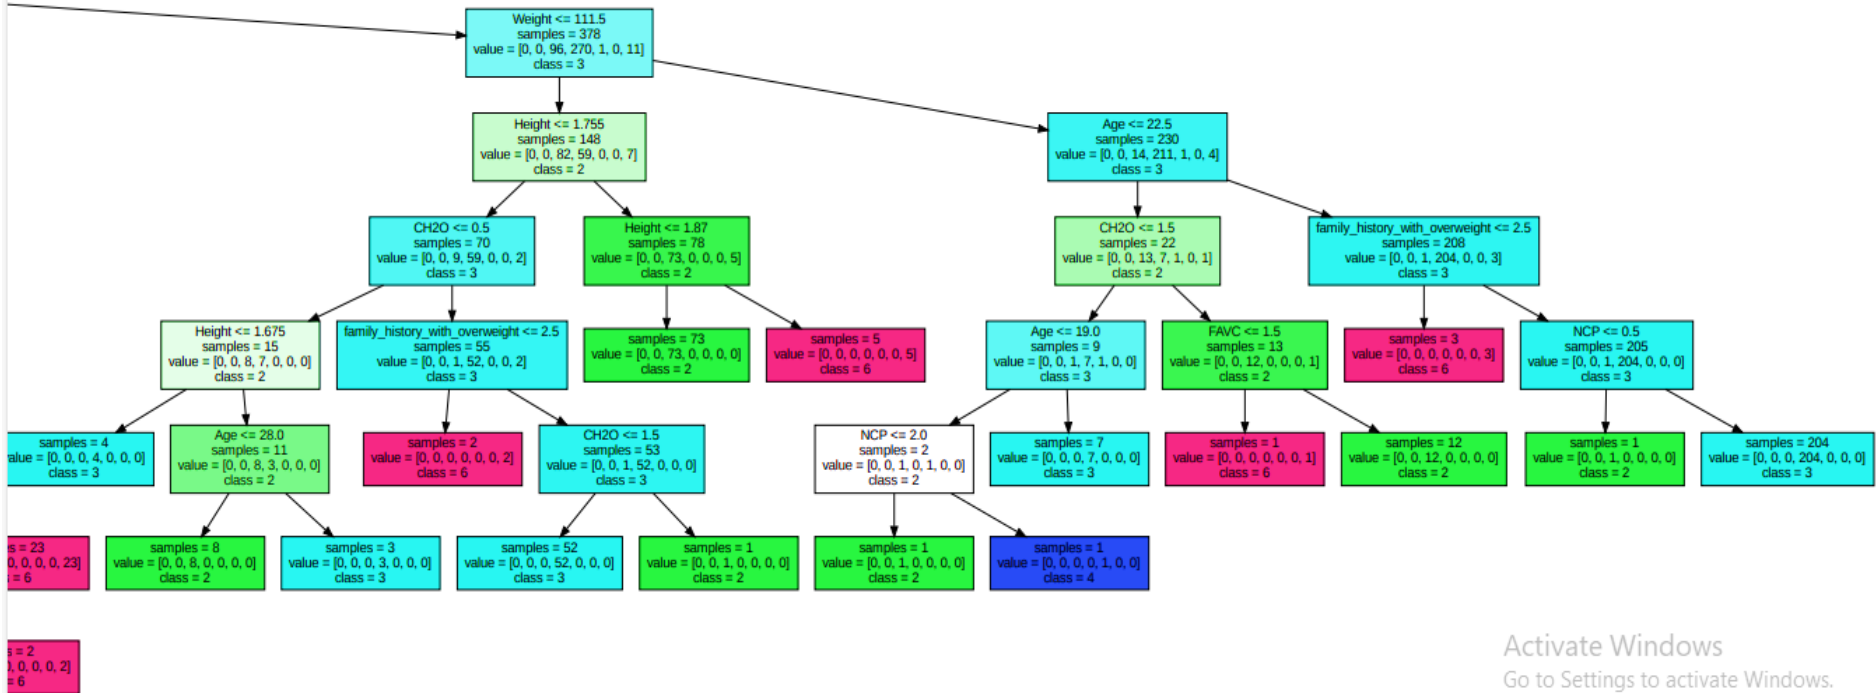 Weight <= 111.5
samples = 378
value = [0, 0, 96, 270, 1, 0, 11]
class = 3
Height <= 1.755
samples = 148
value = [0, 0, 82, 59, 0, 0, 7]
class = 2
Age <= 22.5
samples = 230
value = [0, 0, 14, 211, 1, 0, 4]
class = 3
CH2O <= 0.5
samples = 70
value = [0, 0, 9, 59, 0, 0, 2]
class = 3
Height <= 1.87
samples = 78
value = [0, 0, 73, 0, 0, 0, 5]
class = 2
CH2O <= 1.5
samples = 22
value = [0, 0, 13, 7, 1, 0, 1]
class = 2
family_history_with_overweight <= 2.5
samples = 208
value = [0, 0, 1, 204, 0, 0, 3]
class = 3
Height <= 1.675
samples = 15
value = [0, 0, 8, 7, 0, 0, 0]
class = 2
family_history_with_overweight <= 2.5
samples = 55
value = [0, 0, 1, 52, 0, 0, 2]
class = 3
samples = 73
value = [0, 0, 73, 0, 0, 0, 0]
class = 2
samples = 5
value = [0, 0, 0, 0, 0, 0, 5]
class = 6
Age <= 19.0
samples = 9
value = [0, 0, 1, 7, 1, 0, 0]
class = 3
FAVC <= 1.5
samples = 13
value = [0, 0, 12, 0, 0, 0, 1]
class = 2
samples = 3
value = [0, 0, 0, 0, 0, 0, 3]
class = 6
NCP <= 0.5
samples = 205
value = [0, 0, 1, 204, 0, 0, 0]
class = 3
samples = 4
alue = [0, 0, 0, 4, 0, 0, 0]
class = 3
Age <= 28.0
samples = 11
value = [0, 0, 8, 3, 0, 0, 0]
class = 2
samples = 2
value = [0, 0, 0, 0, 0, 0, 2]
class = 6
CH2O <= 1.5
samples = 53
value = [0, 0, 1, 52, 0, 0, 0]
class = 3
NCP <= 2.0
samples = 2
value = [0, 0, 1, 0, 1, 0, 0]
class = 2
samples = 7
value = [0, 0, 0, 7, 0, 0, 0]
class = 3
samples = 1
value = [0, 0, 0, 0, 0, 0, 1]
class = 6
samples = 12
value = [0, 0, 12, 0, 0, 0, 0]
class = 2
samples = 1
value = [0, 0, 1, 0, 0, 0, 0]
class = 2
samples = 204
value = [0, 0, 0, 204, 0, 0, 0]
class = 3
s = 23
0, 0, 0, 0, 23]
= 6
samples = 8
value = [0, 0, 8, 0, 0, 0, 0]
class = 2
samples = 3
value = [0, 0, 0, 3, 0, 0, 0]
class = 3
samples = 52
value = [0, 0, 0, 52, 0, 0, 0]
class = 3
samples = 1
value = [0, 0, 1, 0, 0, 0, 0]
class = 2
samples = 1
value = [0, 0, 1, 0, 0, 0, 0]
class = 2
samples = 1
value = [0, 0, 0, 0, 1, 0, 0]
class = 4
s = 2
0, 0, 0, 0, 2]
= 6
Activate Windows
Go to Settings to activate Windows.